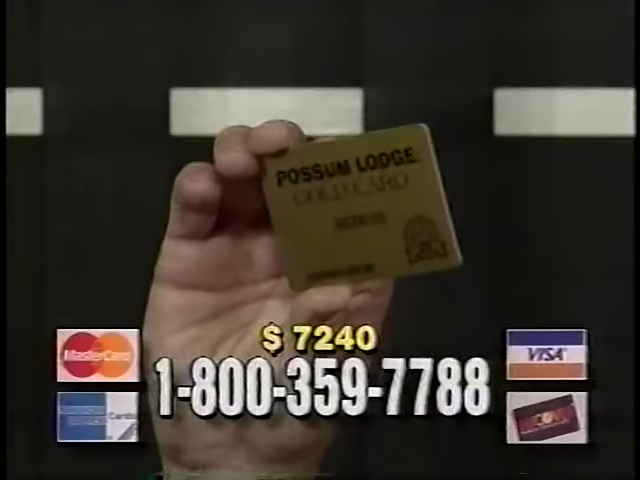 POSSUM LODGE
GOLD CARD
$ 7240
1-800-359-7788
MasterCard
VISA